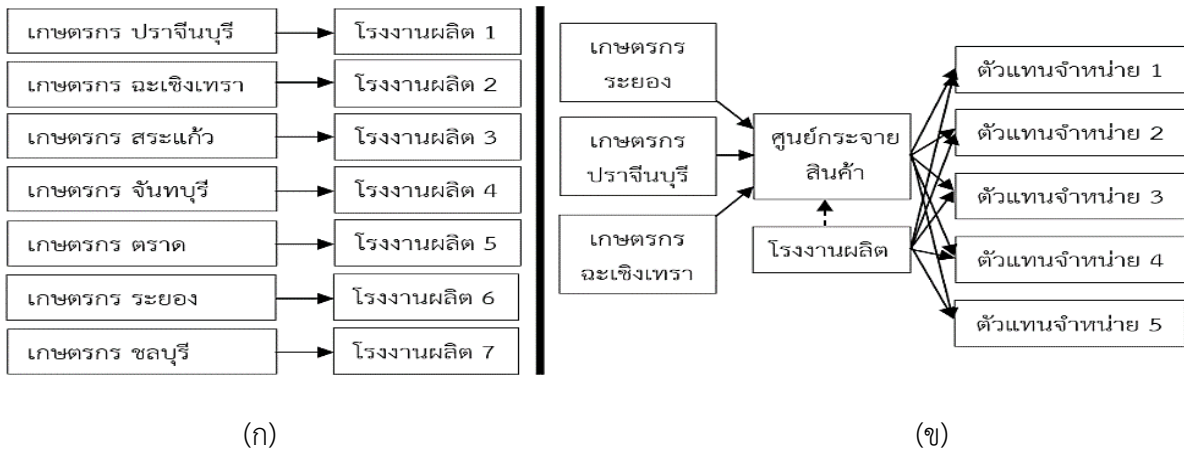 เกษตรกร ปราจีนบุรี
โรงงานผลิต 1
เกษตรกร ฉะเชิงเทรา
โรงงานผลิต 2
เกษตรกร สระแก้ว
โรงงานผลิต 3
เกษตรกร จันทบุรี
โรงงานผลิต 4
เกษตรกร ตราด
โรงงานผลิต 5
เกษตรกร ระยอง
โรงงานผลิต 6
เกษตรกร ชลบุรี
โรงงานผลิต 7
(ก)
เกษตรกร
ระยอง
เกษตรกร
ปราจีนบุรี
เกษตรกร
ฉะเชิงเทรา
ศูนย์กระจาย
สินค้า
โรงงานผลิต
ตัวแทนจำหน่าย 1
ตัวแทนจำหน่าย 2
ตัวแทนจำหน่าย 3
ตัวแทนจำหน่าย 4
ตัวแทนจำหน่าย 5
(ข)